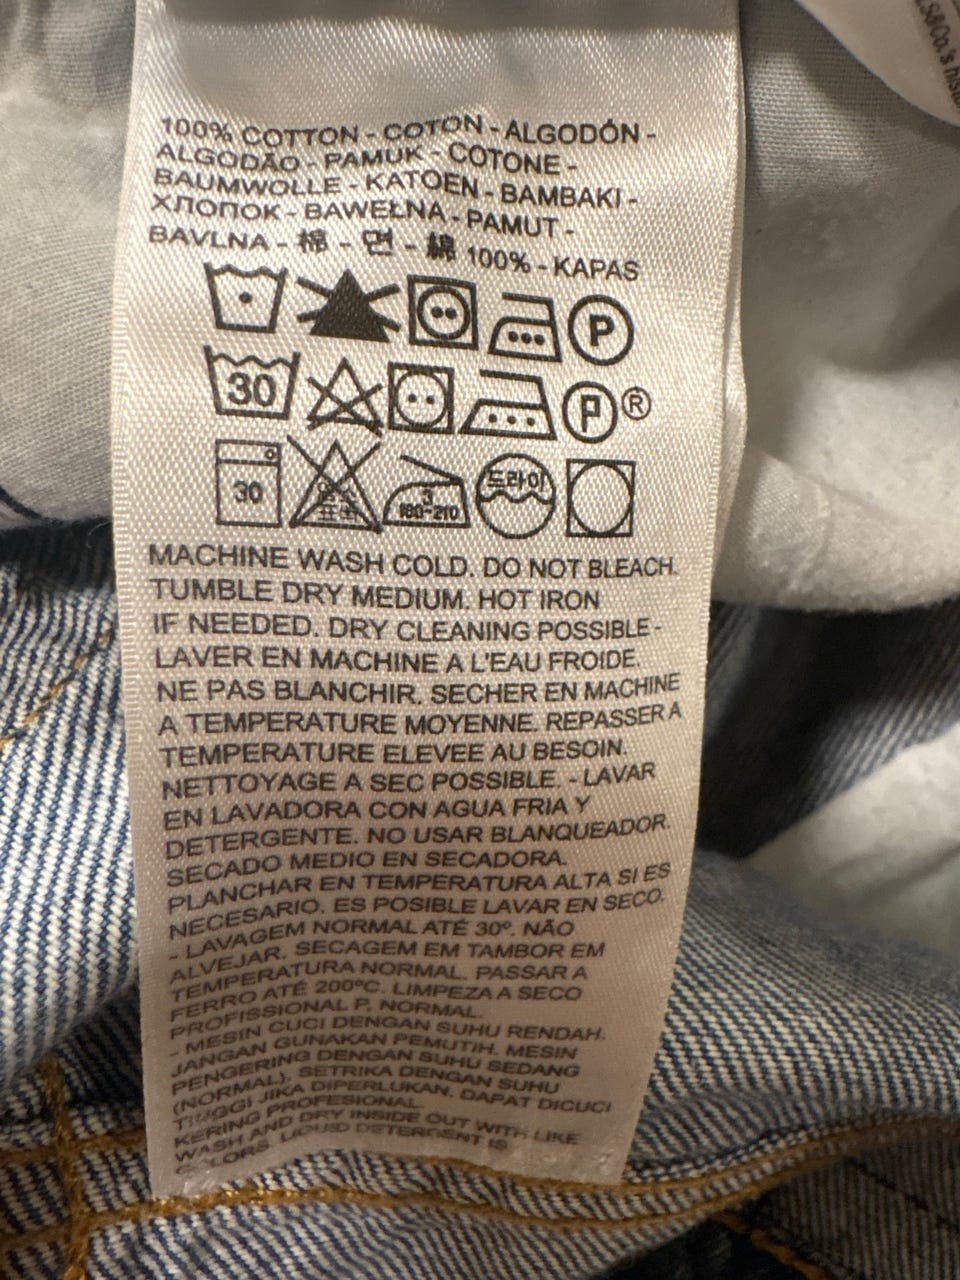 LS&Co.'s
100% COTTON - COTON - ALGODÓN -
ALGODÃO - PAMUK - COTONE -
BAUMWOLLE - KATOEN - BAMBAKI -
ХЛОПОК - BAWEŁNA - PAMUT -
BAVLNA - 棉 - 면 - 綿 100% - KAPAS
P
30 P ®
30 3 180~210 드라이
MACHINE WASH COLD. DO NOT BLEACH.
TUMBLE DRY MEDIUM. HOT IRON
IF NEEDED. DRY CLEANING POSSIBLE -
LAVER EN MACHINE A L'EAU FROIDE.
NE PAS BLANCHIR. SECHER EN MACHINE
A TEMPERATURE MOYENNE. REPASSER A
TEMPERATURE ELEVEE AU BESOIN.
NETTOYAGE A SEC POSSIBLE. - LAVAR
EN LAVADORA CON AGUA FRIA Y
DETERGENTE. NO USAR BLANQUEADOR.
SECADO MEDIO EN SECADORA.
PLANCHAR EN TEMPERATURA ALTA SI ES
NECESARIO. ES POSIBLE LAVAR EN SECO.
- LAVAGEM NORMAL ATÉ 30º. NÃO
ALVEJAR. SECAGEM EM TAMBOR EM
TEMPERATURA NORMAL. PASSAR A
FERRO ATÉ 200ºC. LIMPEZA A SECO
PROFISSIONAL P, NORMAL.
- MESIN CUCI DENGAN SUHU RENDAH.
JANGAN GUNAKAN PEMUTIH. MESIN
PENGERING DENGAN SUHU SEDANG
(NORMAL). SETRIKA DENGAN SUHU
TINGGI JIKA DIPERLUKAN. DAPAT DICUCI
KERING PROFESIONAL
WASH AND DRY INSIDE OUT WITH LIKE
COLORS. LIQUID DETERGENT IS